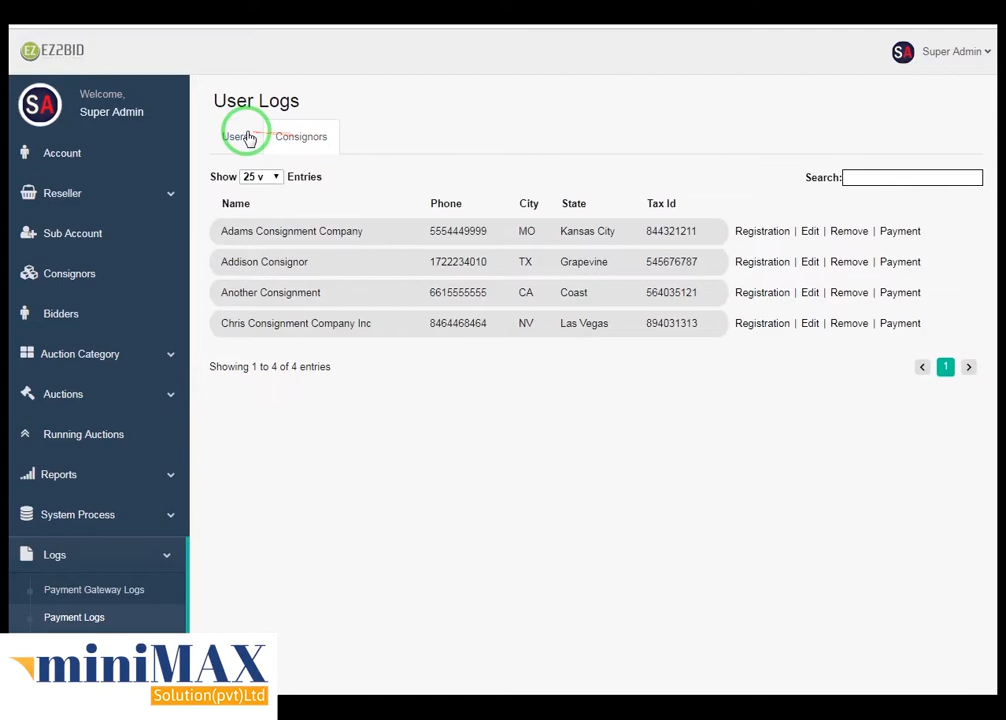 EZ EZ2BID
SA Super Admin
SA Welcome,
Super Admin
Account
Reseller
Sub Account
Consignors
Bidders
Auction Category
Auctions
Running Auctions
Reports
System Process
Logs
Payment Gateway Logs
Payment Logs
User Logs
Consignors
Show 25 v Entries
Search:
Name Phone City State Tax Id
Adams Consignment Company 5554449999 MO Kansas City 844321211 Registration | Edit | Remove | Payment
Addison Consignor 1722234010 TX Grapevine 545676787 Registration | Edit | Remove | Payment
Another Consignment 6615555555 CA Coast 564035121 Registration | Edit | Remove | Payment
Chris Consignment Company Inc 8464468464 NV Las Vegas 894031313 Registration | Edit | Remove | Payment
Showing 1 to 4 of 4 entries
1
miniMAX
Solution(pvt)Ltd